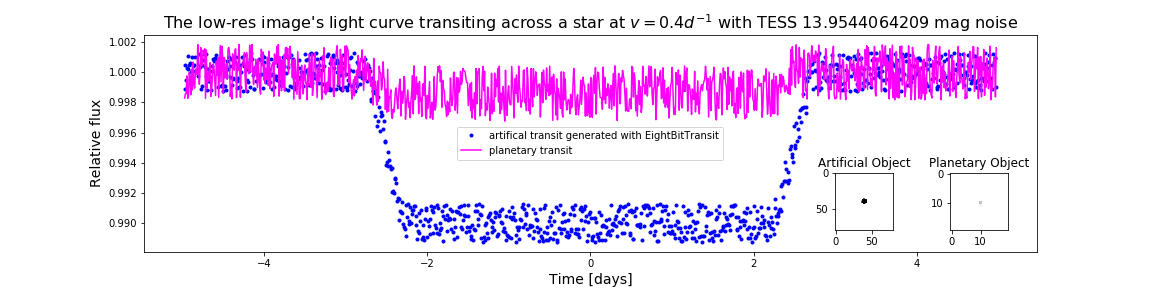 The low-res image's light curve transiting across a star at v = 0.4d⁻¹ with TESS 13.9544064209 mag noise
Relative flux
1.002
1.000
0.998
0.996
0.994
0.992
0.990
artifical transit generated with EightBitTransit
planetary transit
Artificial Object
0
50
0 50
Planetary Object
0
10
0 10
−4 −2 0 2 4
Time [days]